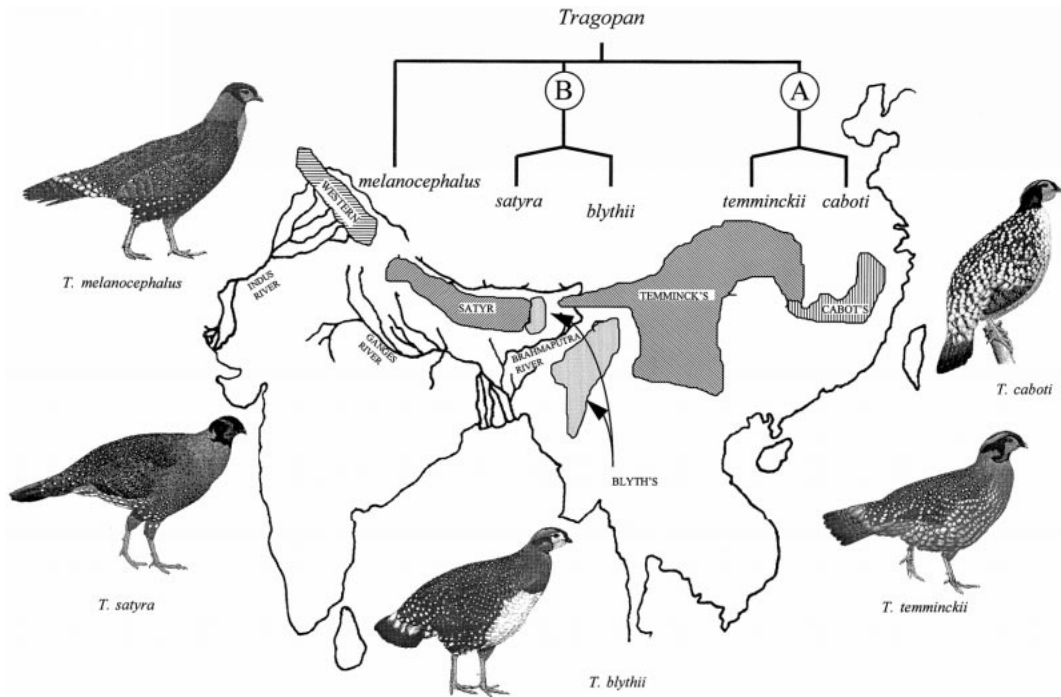 Tragopan
B
A
melanocephalus
satyra
blythii
temminckii
caboti
WESTERN
T. melanocephalus
INDUS
RIVER
SATYR
TEMMINCK'S
CABOT'S
GANGES
RIVER
BRAHMAPUTRA
RIVER
T. caboti
BLYTH'S
T. satyra
T. temminckii
T. blythii